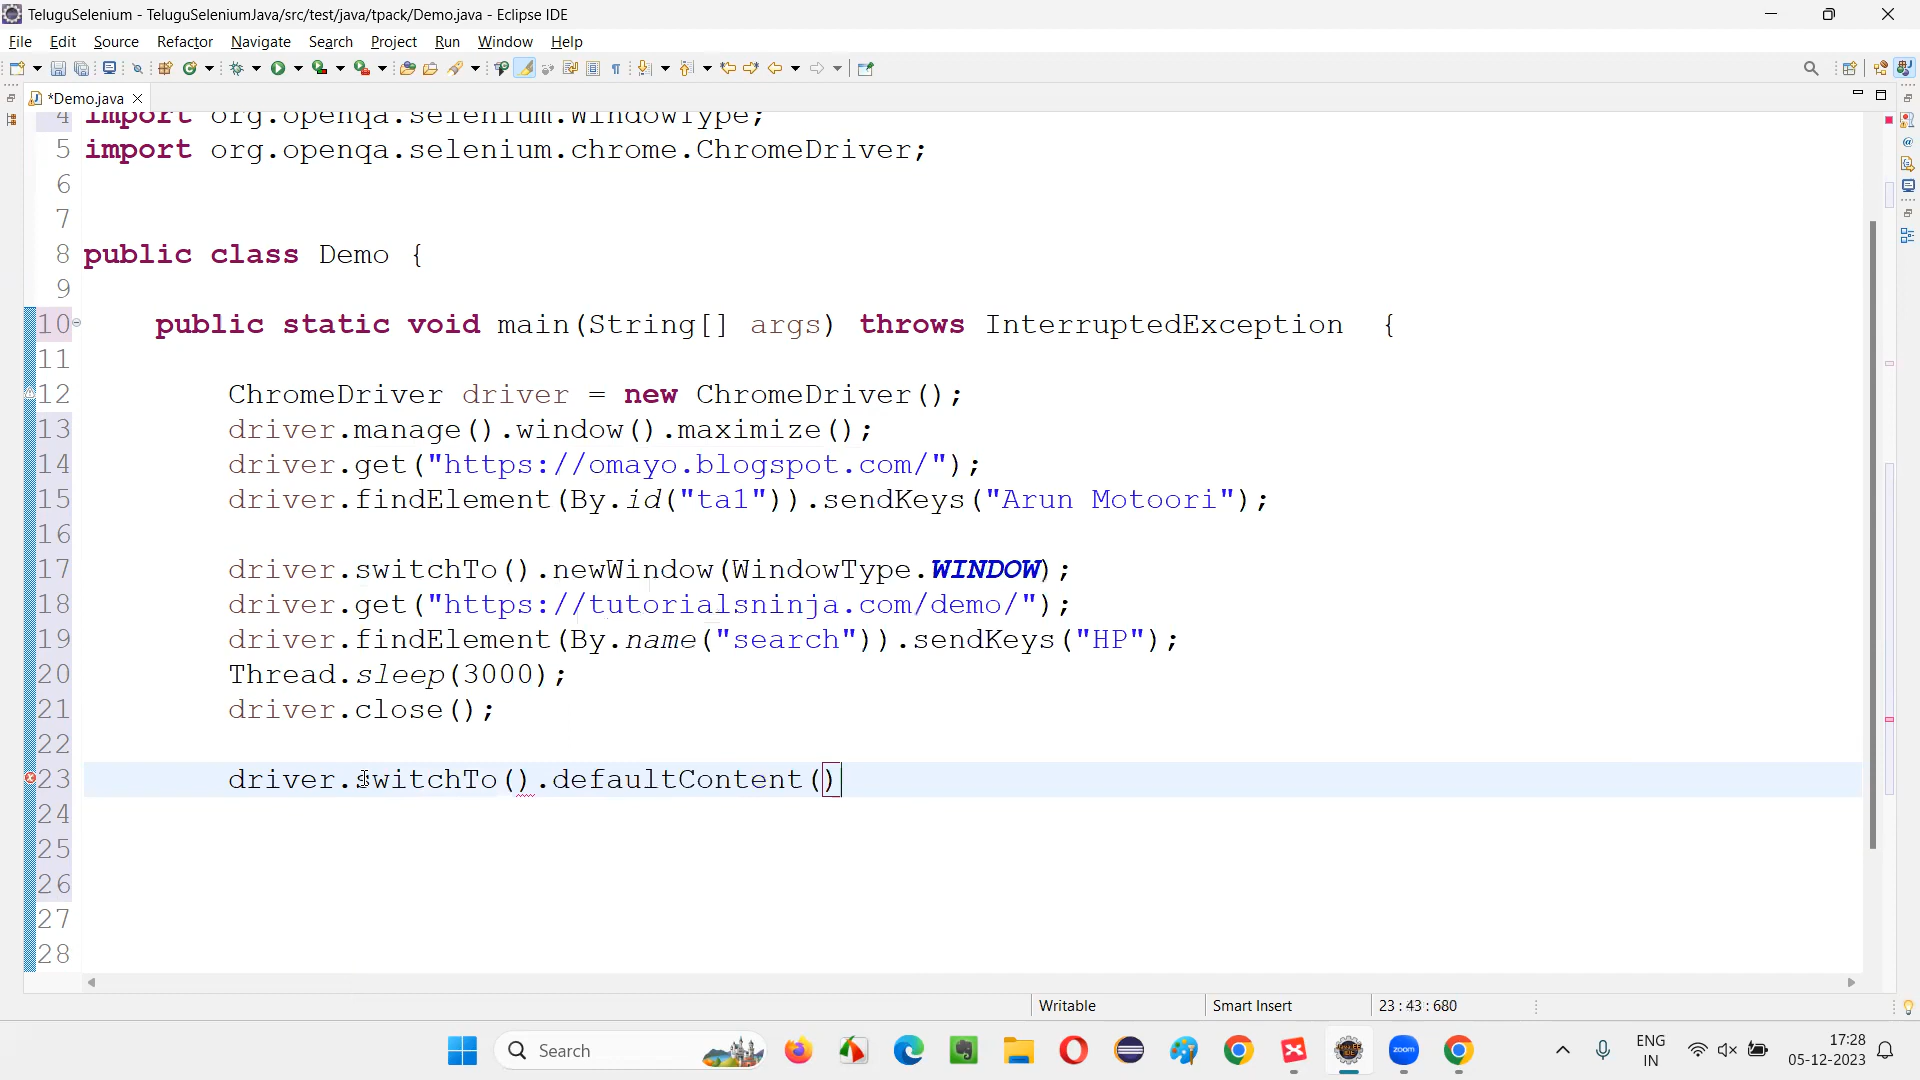 TeluguSelenium - TeluguSeleniumJava/src/test/java/tpack/Demo.java - Eclipse IDE
File Edit Source Refactor Navigate Search Project Run Window Help
*Demo.java
4 import org.openqa.selenium.WindowType;
5 import org.openqa.selenium.chrome.ChromeDriver;
6
7
8 public class Demo {
9
10 public static void main(String[] args) throws InterruptedException {
11
12 ChromeDriver driver = new ChromeDriver();
13 driver.manage().window().maximize();
14 driver.get("https://omayo.blogspot.com/");
15 driver.findElement(By.id("ta1")).sendKeys("Arun Motoori");
16
17 driver.switchTo().newWindow(WindowType.WINDOW);
18 driver.get("https://tutorialsninja.com/demo/");
19 driver.findElement(By.name("search")).sendKeys("HP");
20 Thread.sleep(3000);
21 driver.close();
22
23 driver.switchTo().defaultContent()
24
25
26
27
28
Writable Smart Insert 23 : 43 : 680
Search zoom ENG IN 17:28 05-12-2023